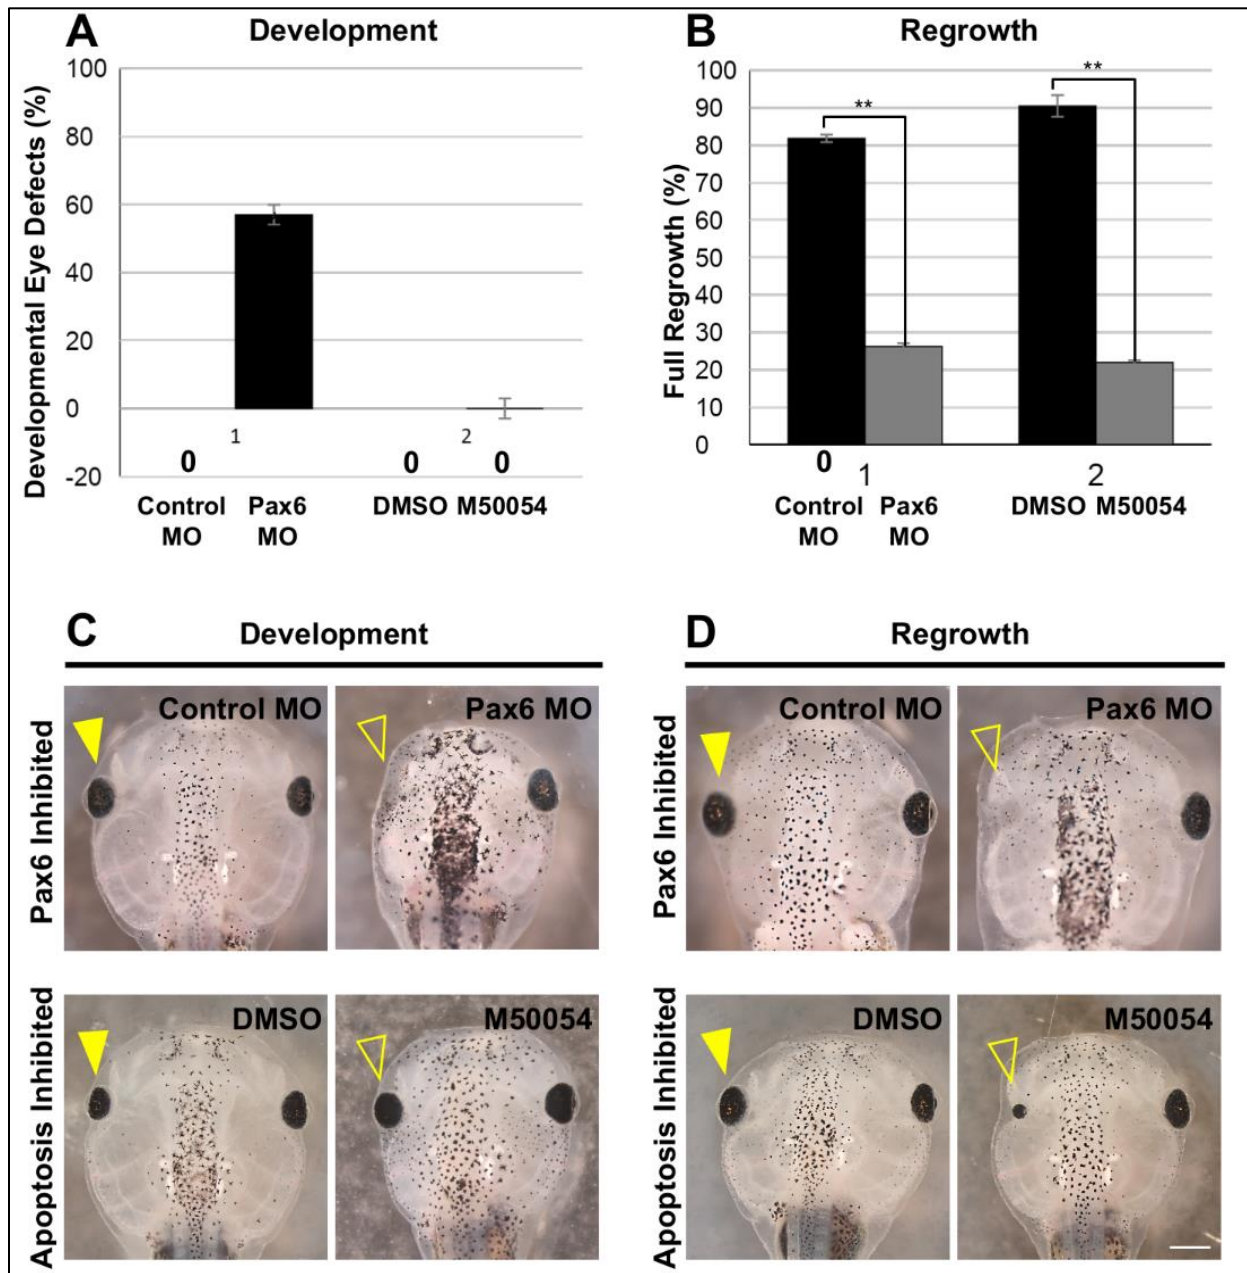 A
Development
Developmental Eye Defects (%)
100
80
60
40
20
0
-20
1
2
0
0
0
Control
MO
Pax6
MO
DMSO
M50054
B
Regrowth
Full Regrowth (%)
100
90
80
70
60
50
40
30
20
10
0
**
**
0
1
2
Control
MO
Pax6
MO
DMSO
M50054
C
Development
Pax6 Inhibited
Control MO
Pax6 MO
Apoptosis Inhibited
DMSO
M50054
D
Regrowth
Pax6 Inhibited
Control MO
Pax6 MO
Apoptosis Inhibited
DMSO
M50054